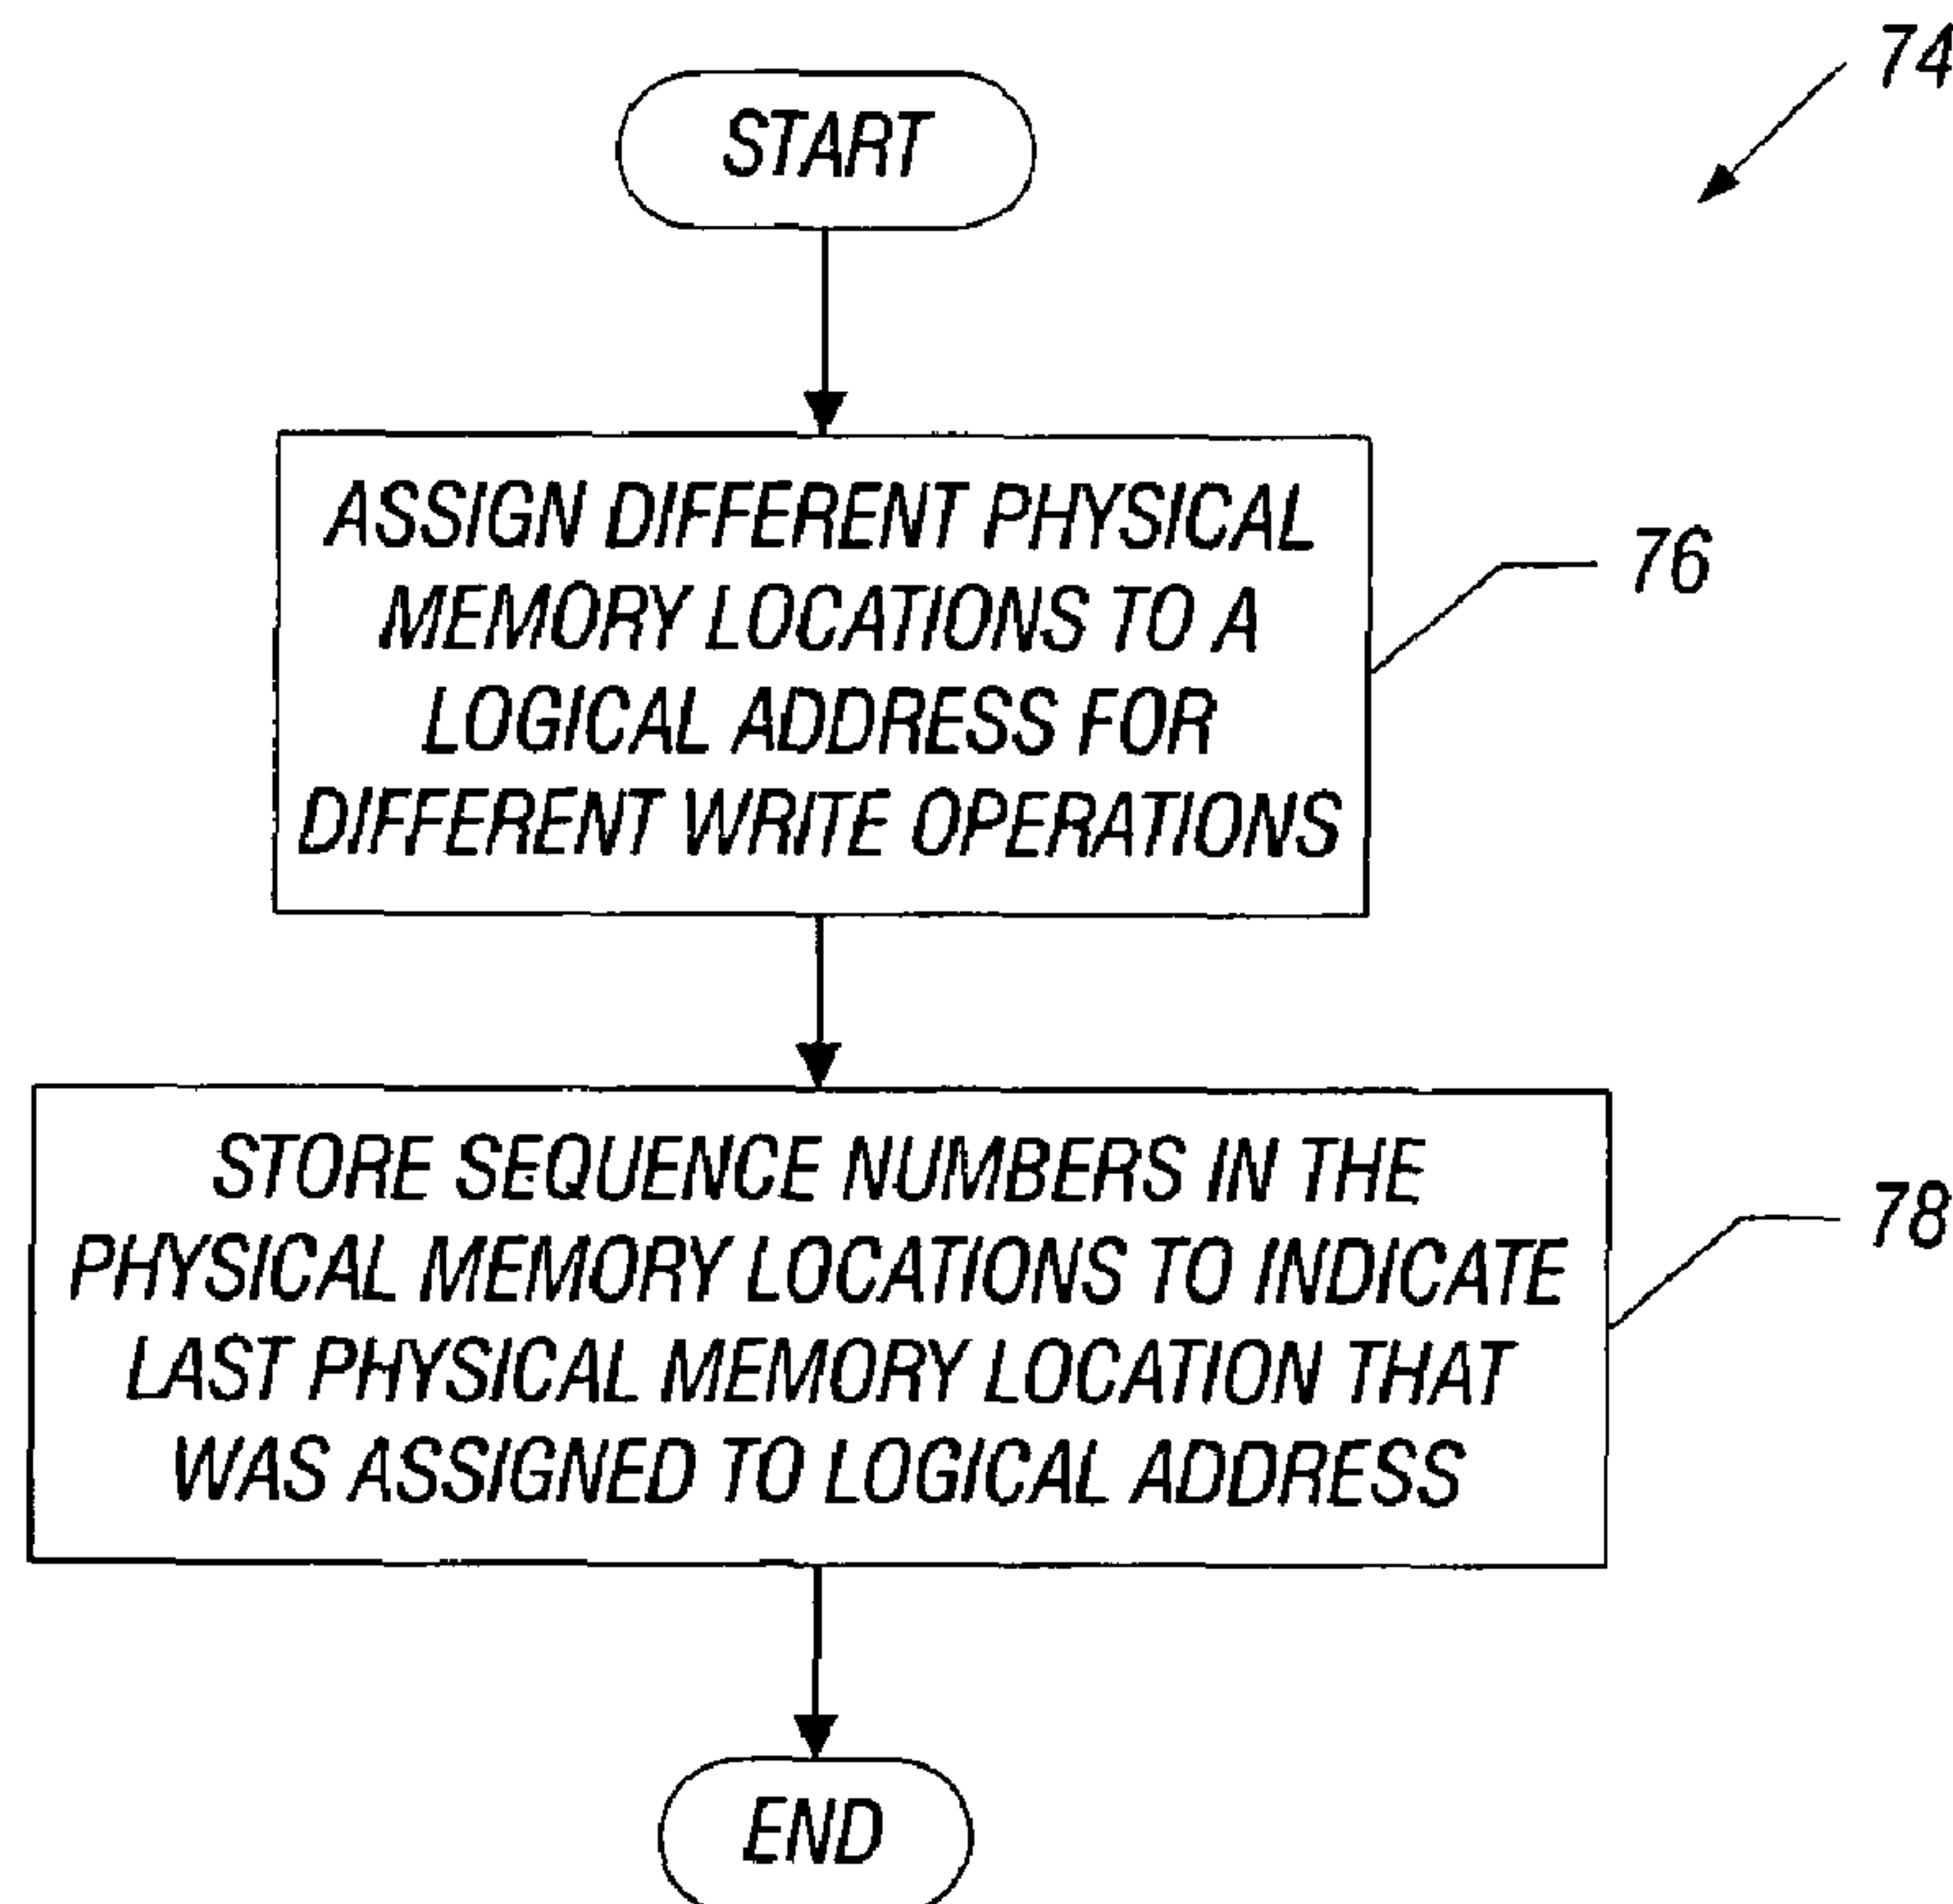 74
START
ASSIGN DIFFERENT PHYSICAL
MEMORY LOCATIONS TO A
LOGICAL ADDRESS FOR
DIFFERENT WRITE OPERATIONS
76
STORE SEQUENCE NUMBERS IN THE
PHYSICAL MEMORY LOCATIONS TO INDICATE
LAST PHYSICAL MEMORY LOCATION THAT
WAS ASSIGNED TO LOGICAL ADDRESS
78
END